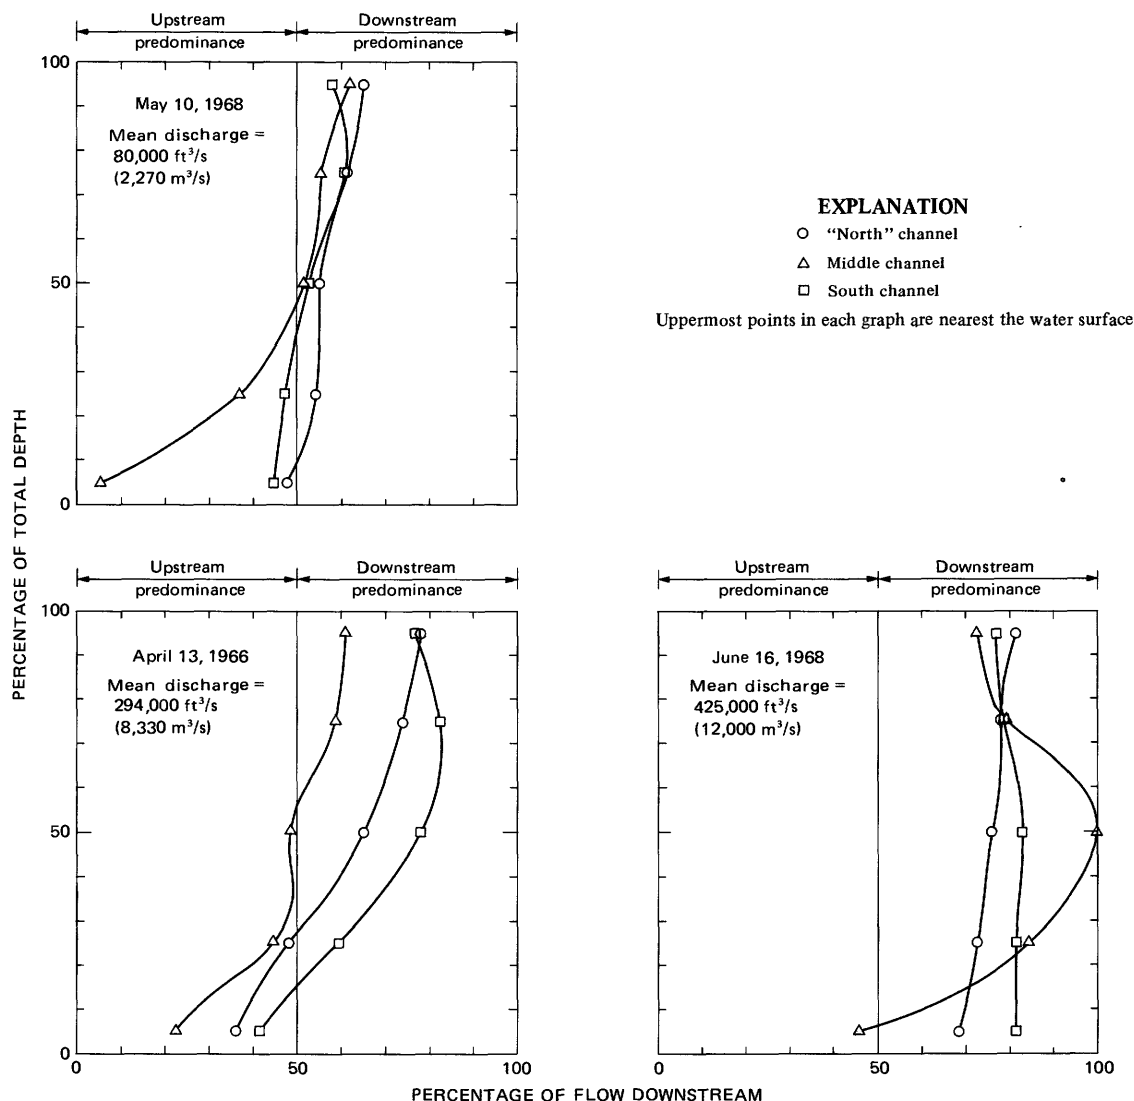 Upstream predominance
Downstream predominance
100
50
0
May 10, 1968
Mean discharge =
80,000 ft³/s
(2,270 m³/s)
EXPLANATION
"North" channel
Middle channel
South channel
Uppermost points in each graph are nearest the water surface
PERCENTAGE OF TOTAL DEPTH
Upstream predominance
Downstream predominance
100
50
0
April 13, 1966
Mean discharge =
294,000 ft³/s
(8,330 m³/s)
0
50
100
Upstream predominance
Downstream predominance
June 16, 1968
Mean discharge =
425,000 ft³/s
(12,000 m³/s)
0
50
100
PERCENTAGE OF FLOW DOWNSTREAM